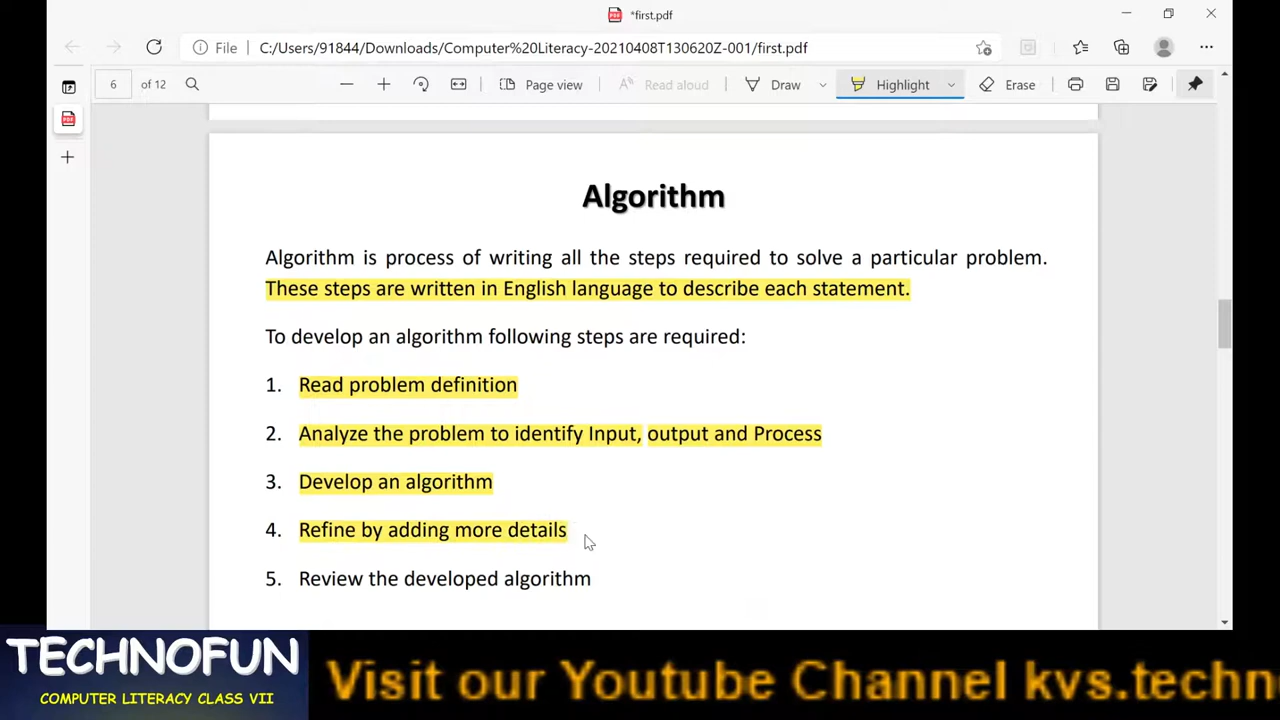 *first.pdf
File
C:/Users/91844/Downloads/Computer%20Literacy-20210408T130620Z-001/first.pdf
6 of 12
Page view
Read aloud
Draw
Highlight
Erase
Algorithm
Algorithm is process of writing all the steps required to solve a particular problem.
These steps are written in English language to describe each statement.
To develop an algorithm following steps are required:
1. Read problem definition
2. Analyze the problem to identify Input, output and Process
3. Develop an algorithm
4. Refine by adding more details
5. Review the developed algorithm
TECHNOFUN
COMPUTER LITERACY CLASS VII
Visit our Youtube Channel kvs.techn